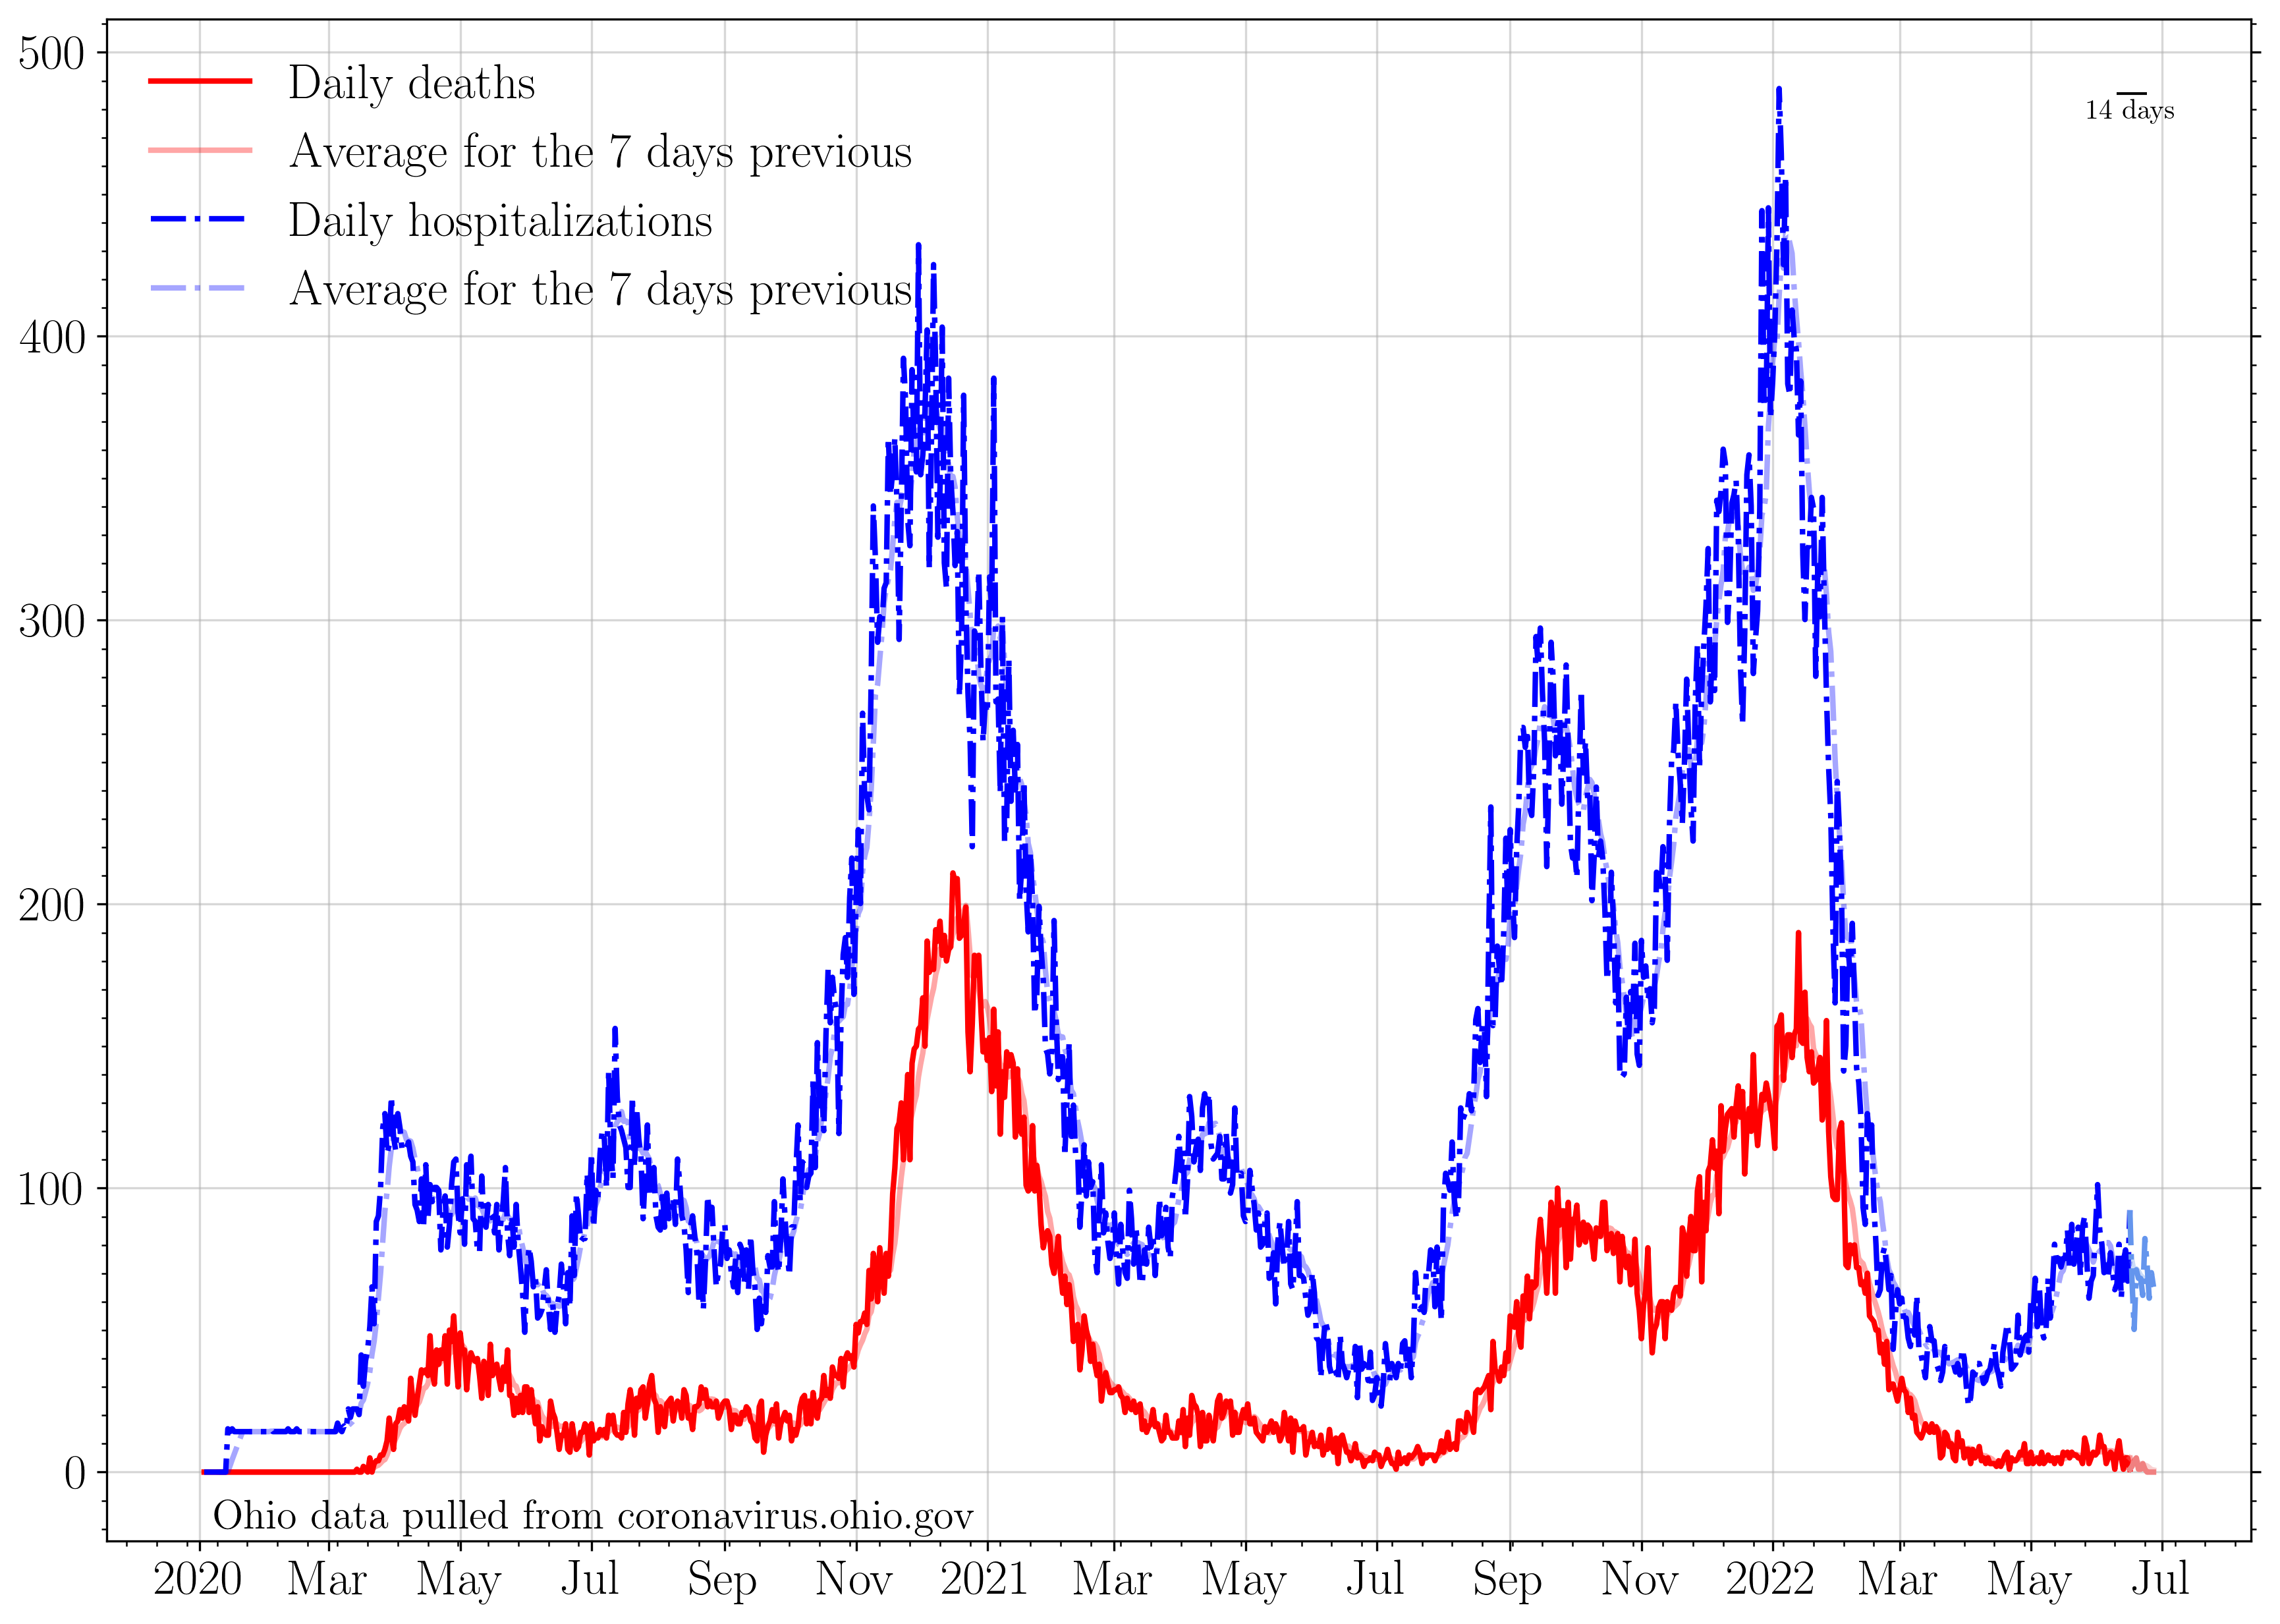 500
400
300
200
100
0
Daily deaths
Average for the 7 days previous
Daily hospitalizations
Average for the 7 days previous
14 days
Ohio data pulled from coronavirus.ohio.gov
2020 Mar May Jul Sep Nov 2021 Mar May Jul Sep Nov 2022 Mar May Jul